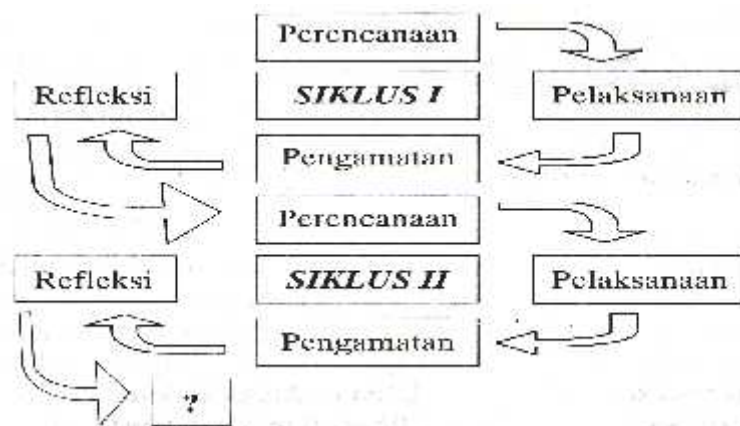 Perencanaan
Refleksi
SIKLUS I
Pelaksanaan
Pengamatan
Perencanaan
Refleksi
SIKLUS II
Pelaksanaan
Pengamatan
?